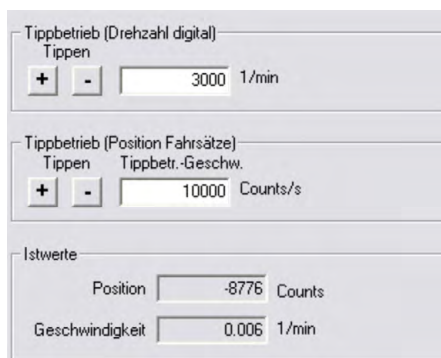 Tippbetrieb (Drehzahl digital)
Tippen
+ - 3000 1/min
Tippbetrieb (Position Fahrsätze)
Tippen Tippbetr.-Geschw.
+ - 10000 Counts/s
Istwerte
Position -8776 Counts
Geschwindigkeit 0.006 1/min